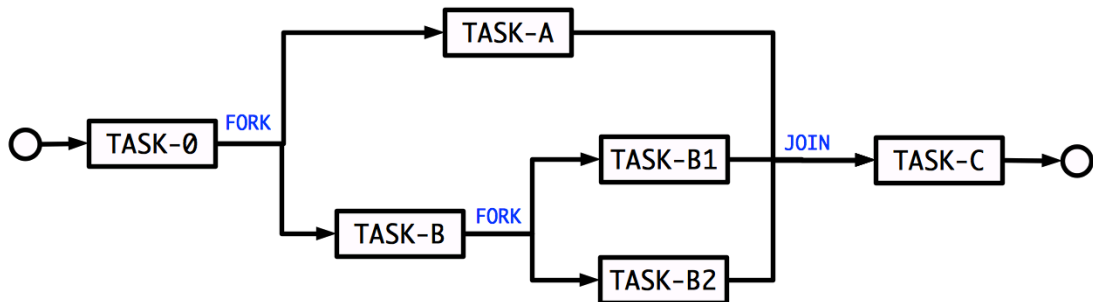 TASK-A
FORK
TASK-0
TASK-B1
JOIN
TASK-C
FORK
TASK-B
TASK-B2